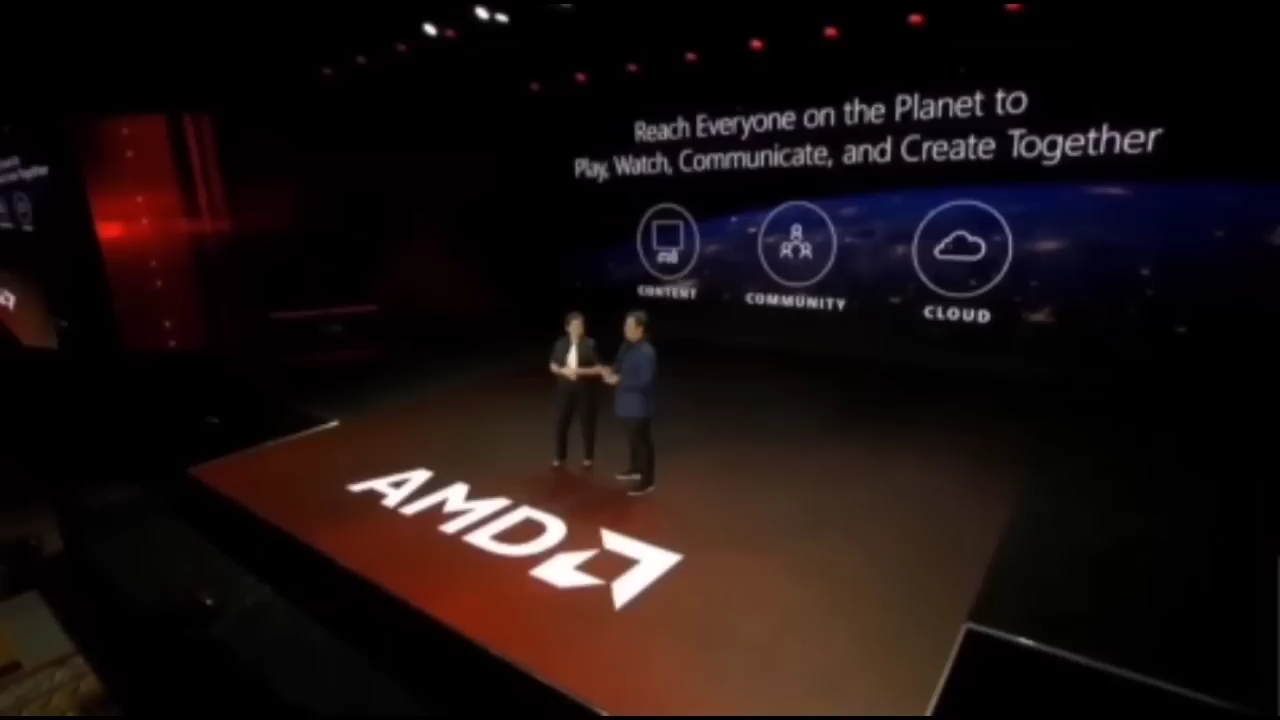 Reach Everyone on the Planet to
Play, Watch, Communicate, and Create Together
CONTENT
COMMUNITY
CLOUD
AMD